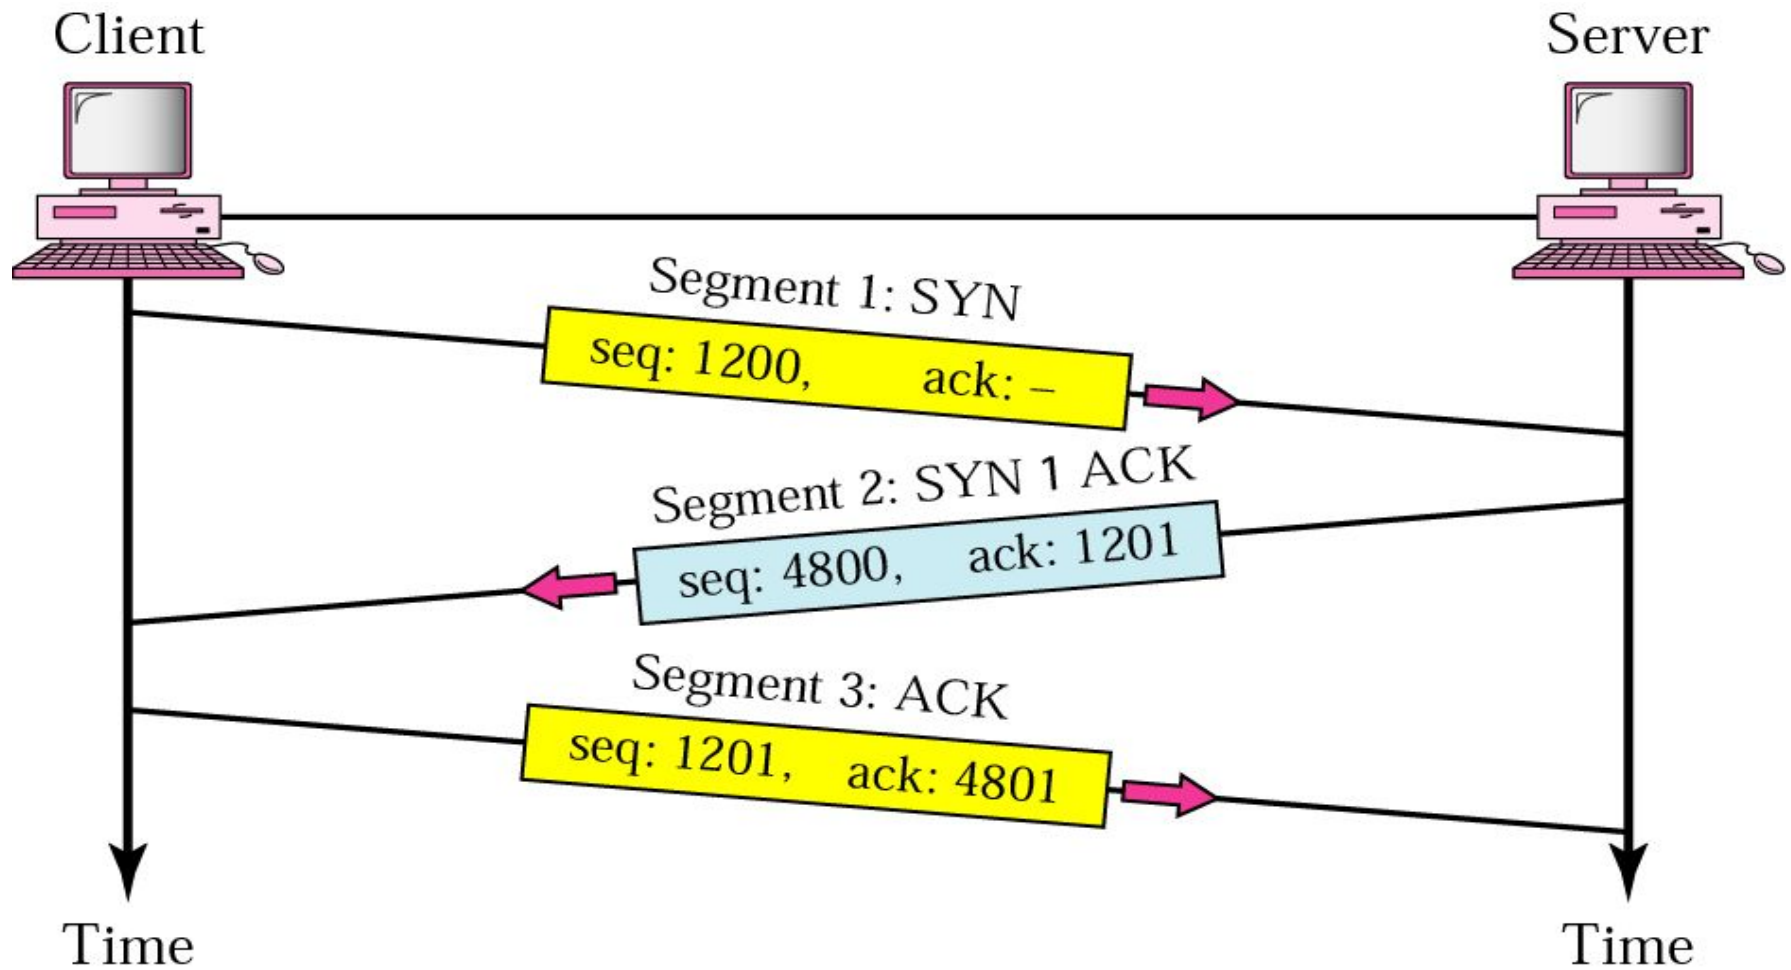 Client
Server
Segment 1: SYN
seq: 1200, ack: –
Segment 2: SYN 1 ACK
seq: 4800, ack: 1201
Segment 3: ACK
seq: 1201, ack: 4801
Time
Time